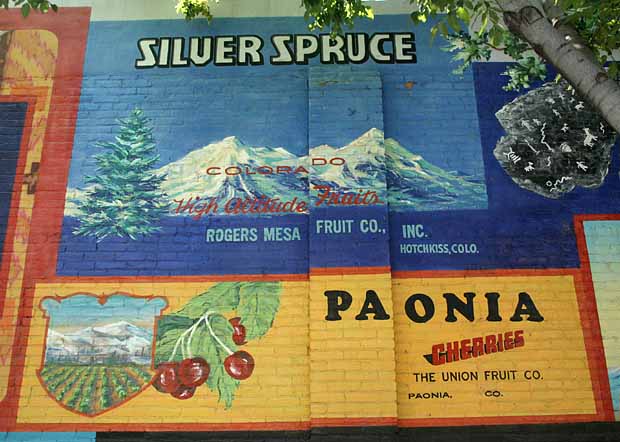 SILVER SPRUCE
COLORADO
High Altitude Fruits
ROGERS MESA FRUIT CO., INC.
HOTCHKISS, COLO.
PAONIA
CHERRIES
THE UNION FRUIT CO.
PAONIA, CO.